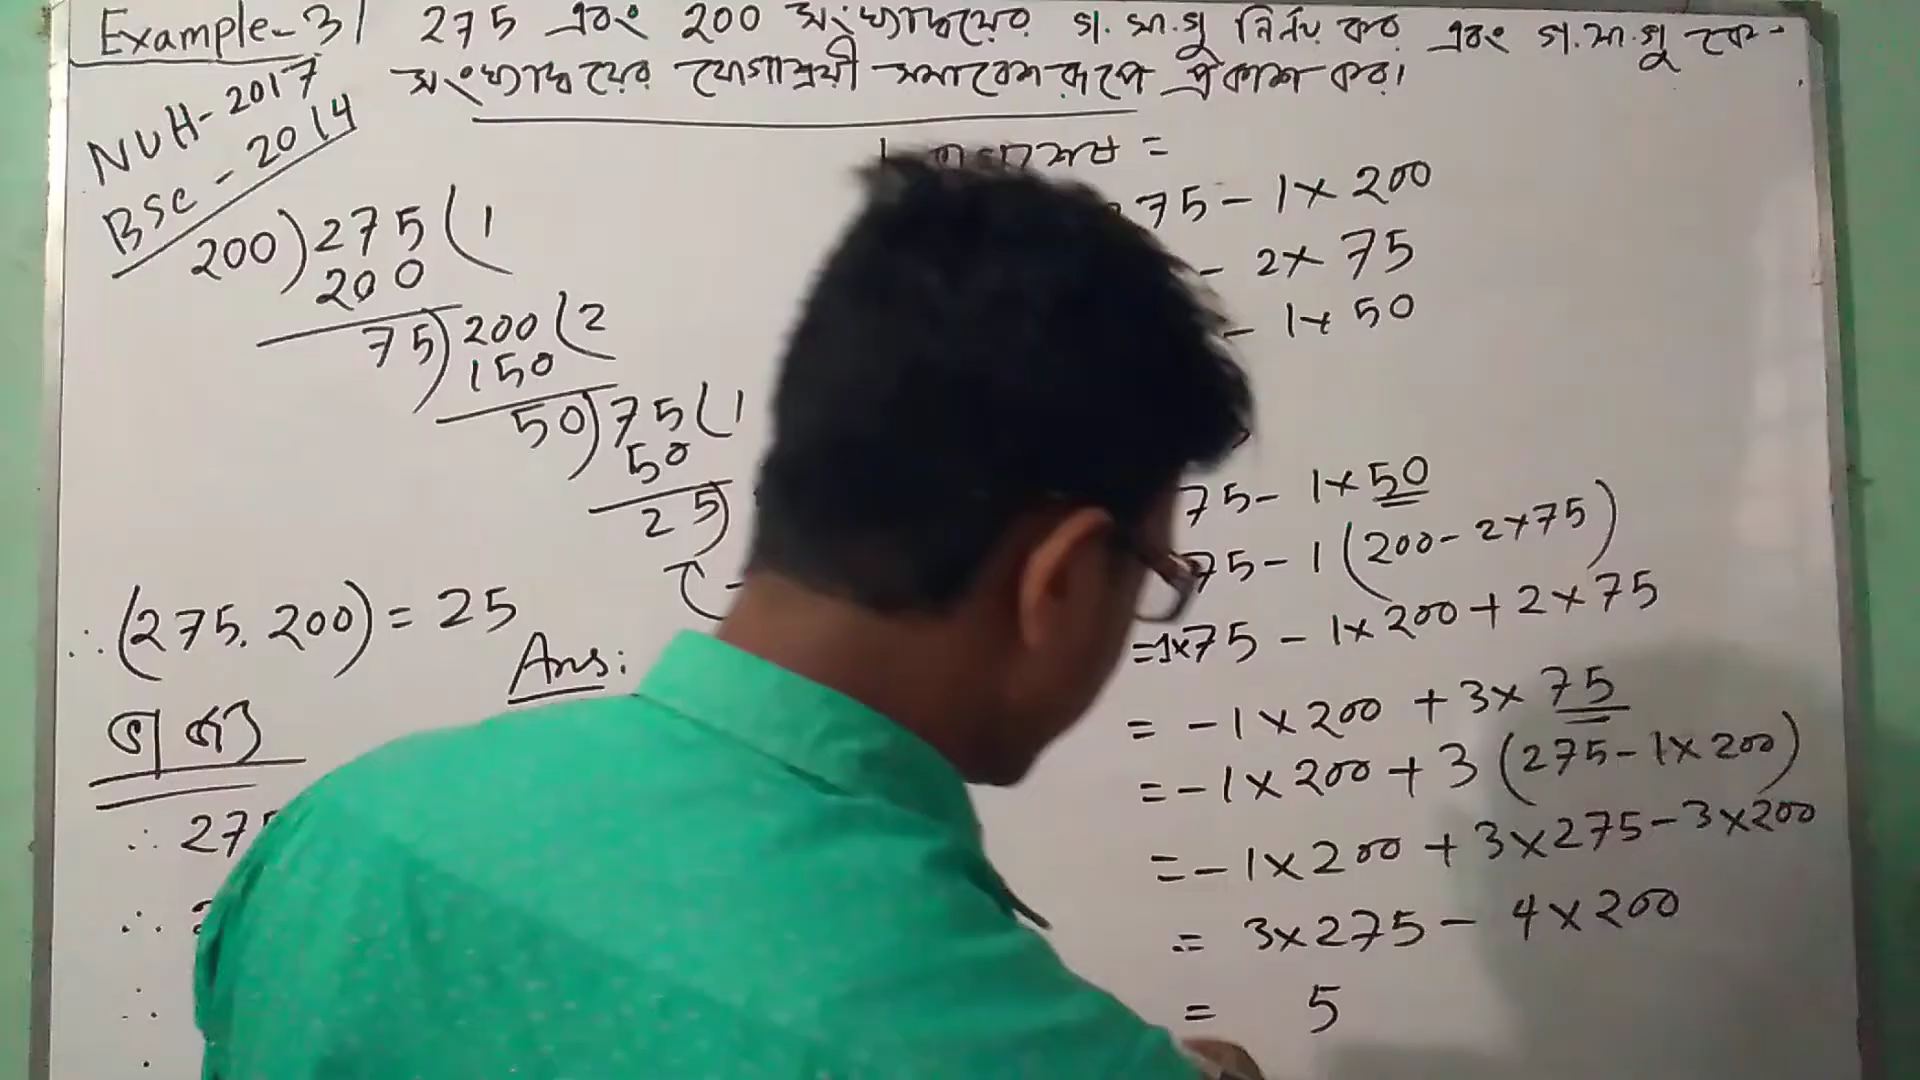 Example-3| 275 এবং 200 সংখ্যাদ্বয়ের গ.সা.গু নির্ণয় কর এবং গ.সা.গু কে-
সংখ্যাদ্বয়ের যোগাশ্রয়ী সমাবেশ রূপে প্রকাশ কর।
NUH-2017
BSC-2014
200)275(1
200
75)200(2
150
50)75(1
50
25)
∴ (275, 200) = 25
Ans:
∴ 27
=
75 - 1×200
- 2×75
- 1×50
75 - 1×50
75 - 1(200 - 2×75)
=1×75 - 1×200 + 2×75
= -1×200 + 3×75
= -1×200 + 3(275 - 1×200)
= -1×200 + 3×275 - 3×200
= 3×275 - 4×200
= 5